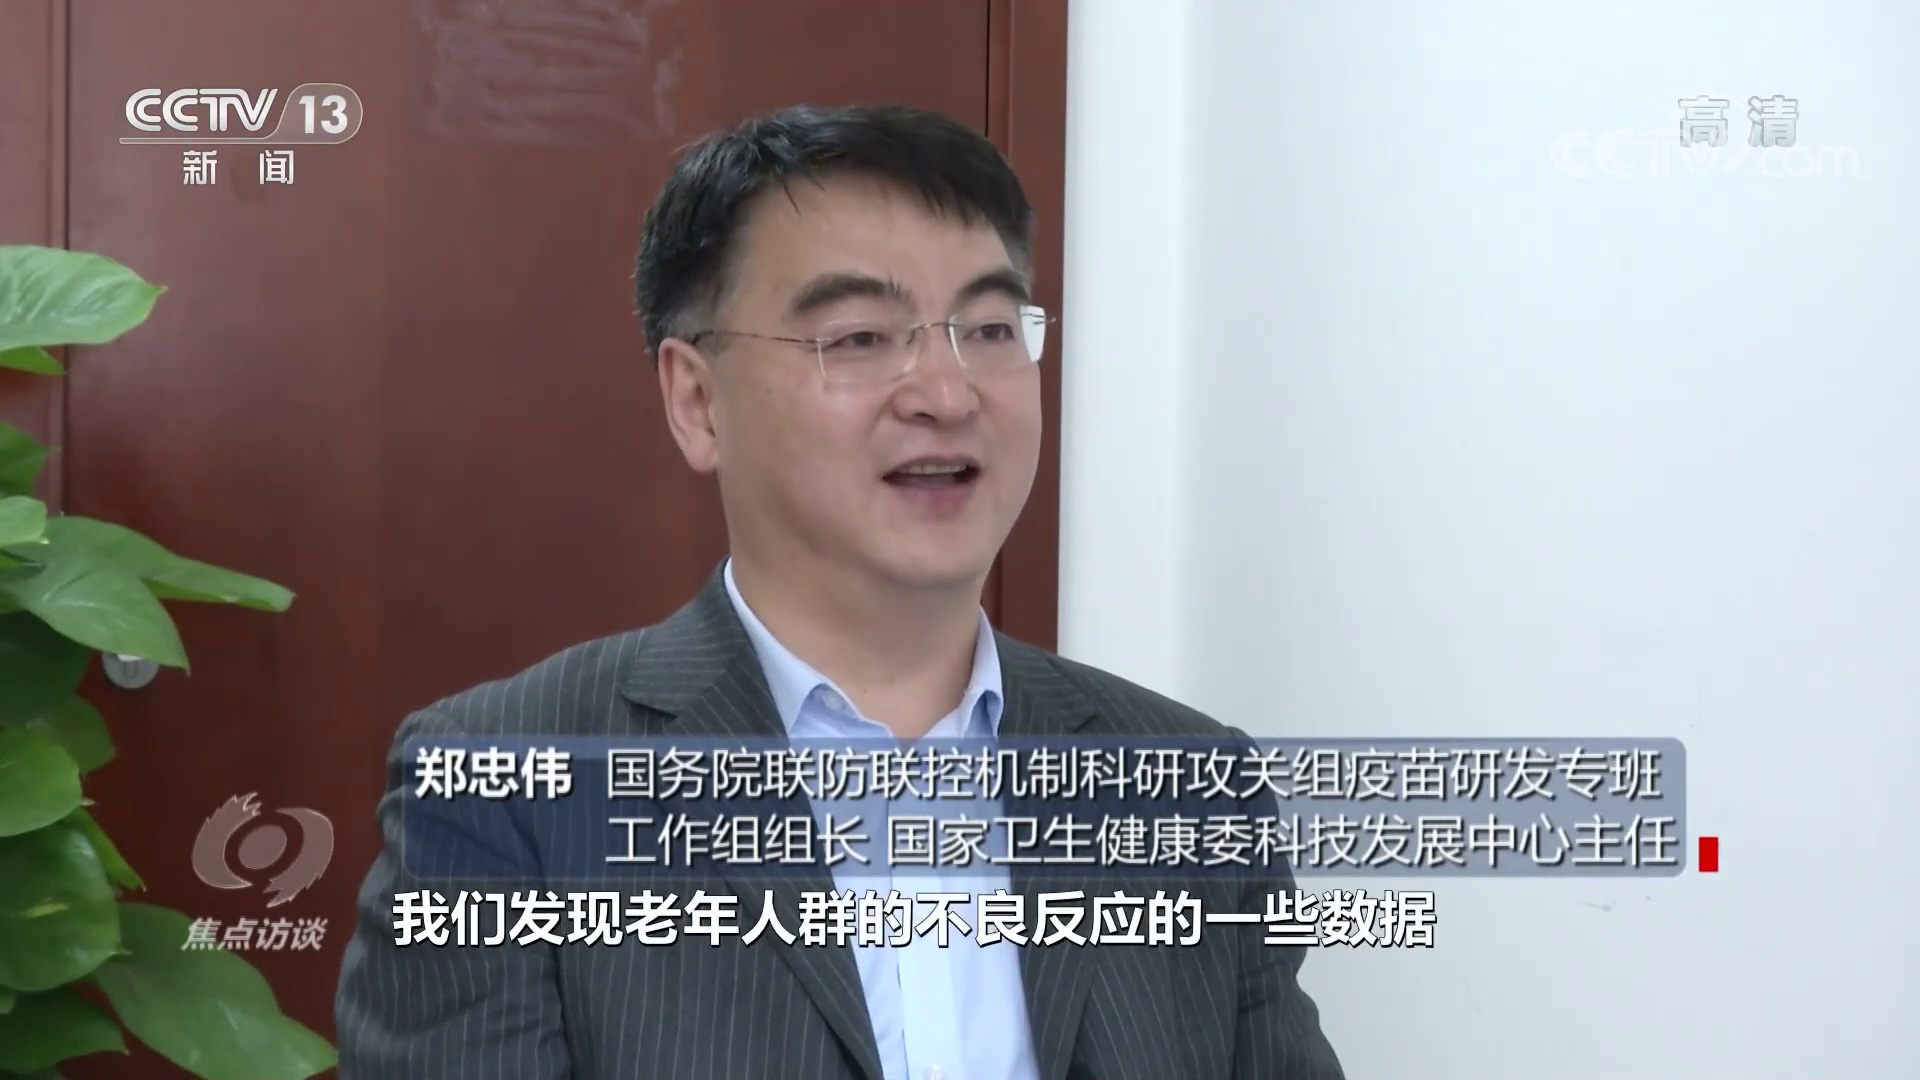 CCTV 13
新闻
高清
CCTV.com
郑忠伟 国务院联防联控机制科研攻关组疫苗研发专班
工作组组长 国家卫生健康委科技发展中心主任
焦点访谈
我们发现老年人群的不良反应的一些数据